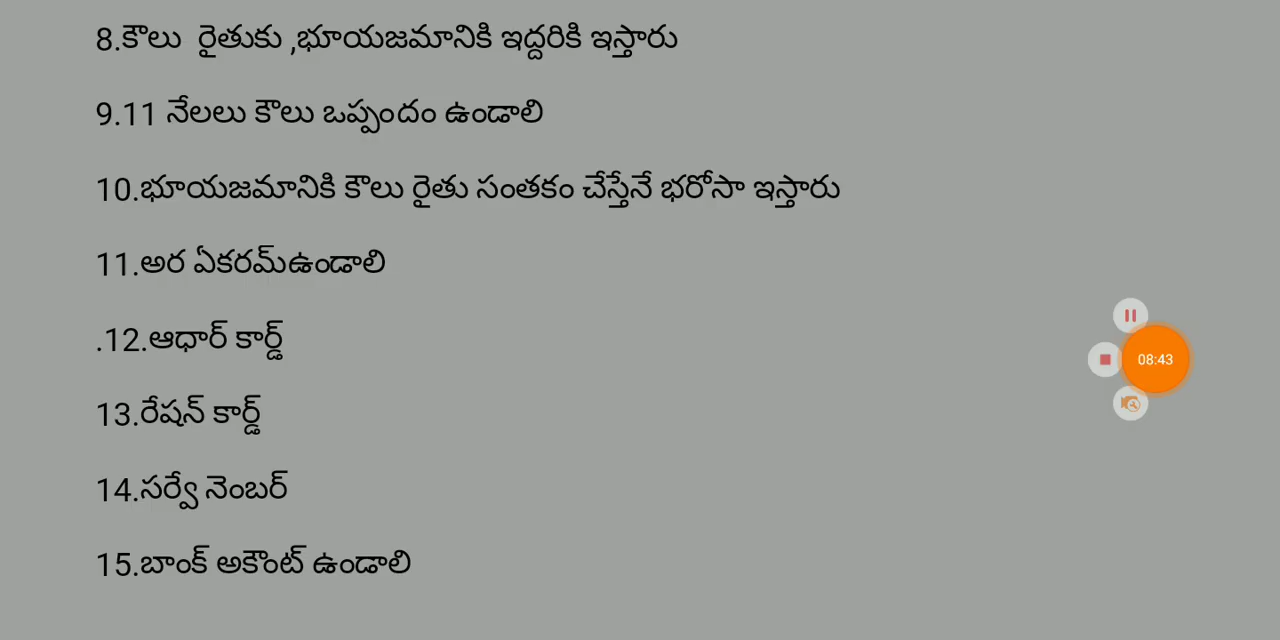 8.కౌలు  రైతుకు ,భూయజమానికి ఇద్దరికి ఇస్తారు
9.11 నేలలు కౌలు ఒప్పందం ఉండాలి
10.భూయజమానికి కౌలు రైతు సంతకం చేస్తేనే భరోసా ఇస్తారు
11.అర ఏకరమ్ఉండాలి
.12.ఆధార్ కార్డ్
13.రేషన్ కార్డ్
14.సర్వే నెంబర్
15.బాంక్ అకౌంట్ ఉండాలి
08:43